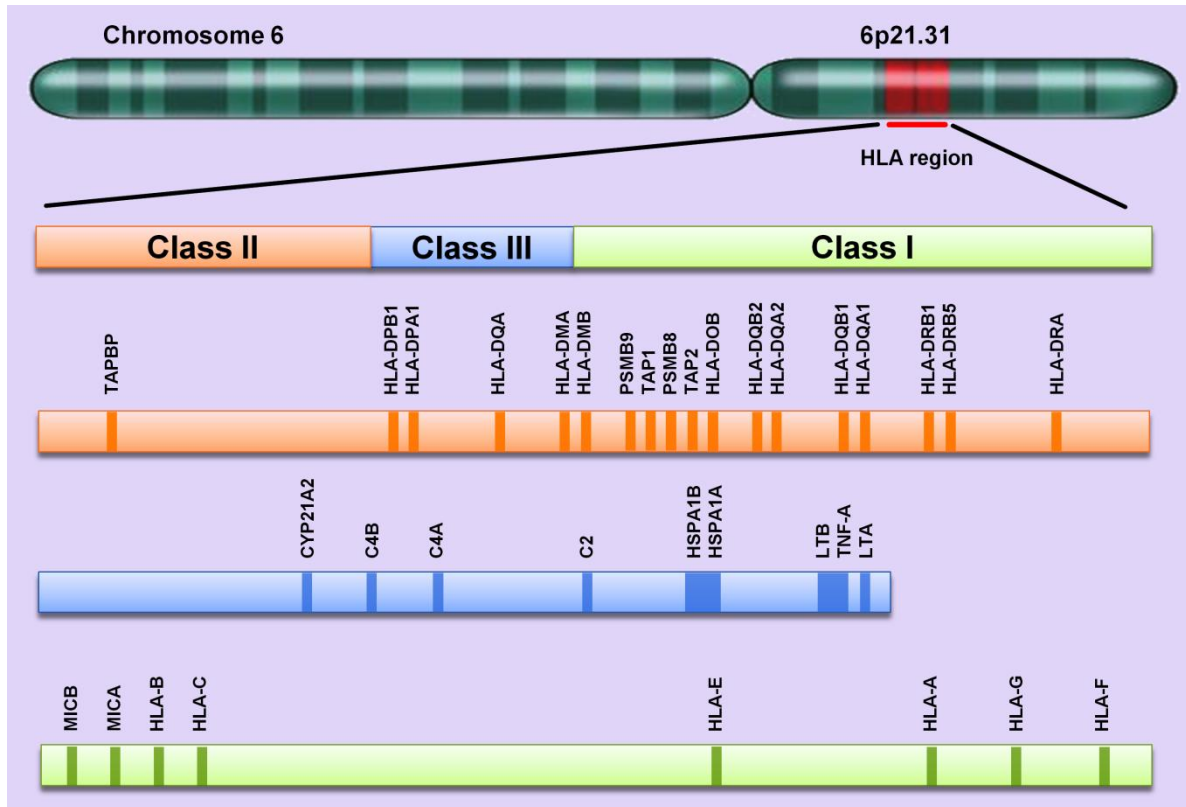 Chromosome 6
6p21.31
HLA region
Class II
Class III
Class I
TAPBP
HLA-DPB1
HLA-DPA1
HLA-DQA
HLA-DMA
HLA-DMB
PSMB9
TAP1
PSMB8
TAP2
HLA-DOB
HLA-DQB2
HLA-DQA2
HLA-DQB1
HLA-DQA1
HLA-DRB1
HLA-DRB5
HLA-DRA
CYP21A2
C4B
C4A
C2
HSPA1B
HSPA1A
LTB
TNF-A
LTA
MICB
MICA
HLA-B
HLA-C
HLA-E
HLA-A
HLA-G
HLA-F